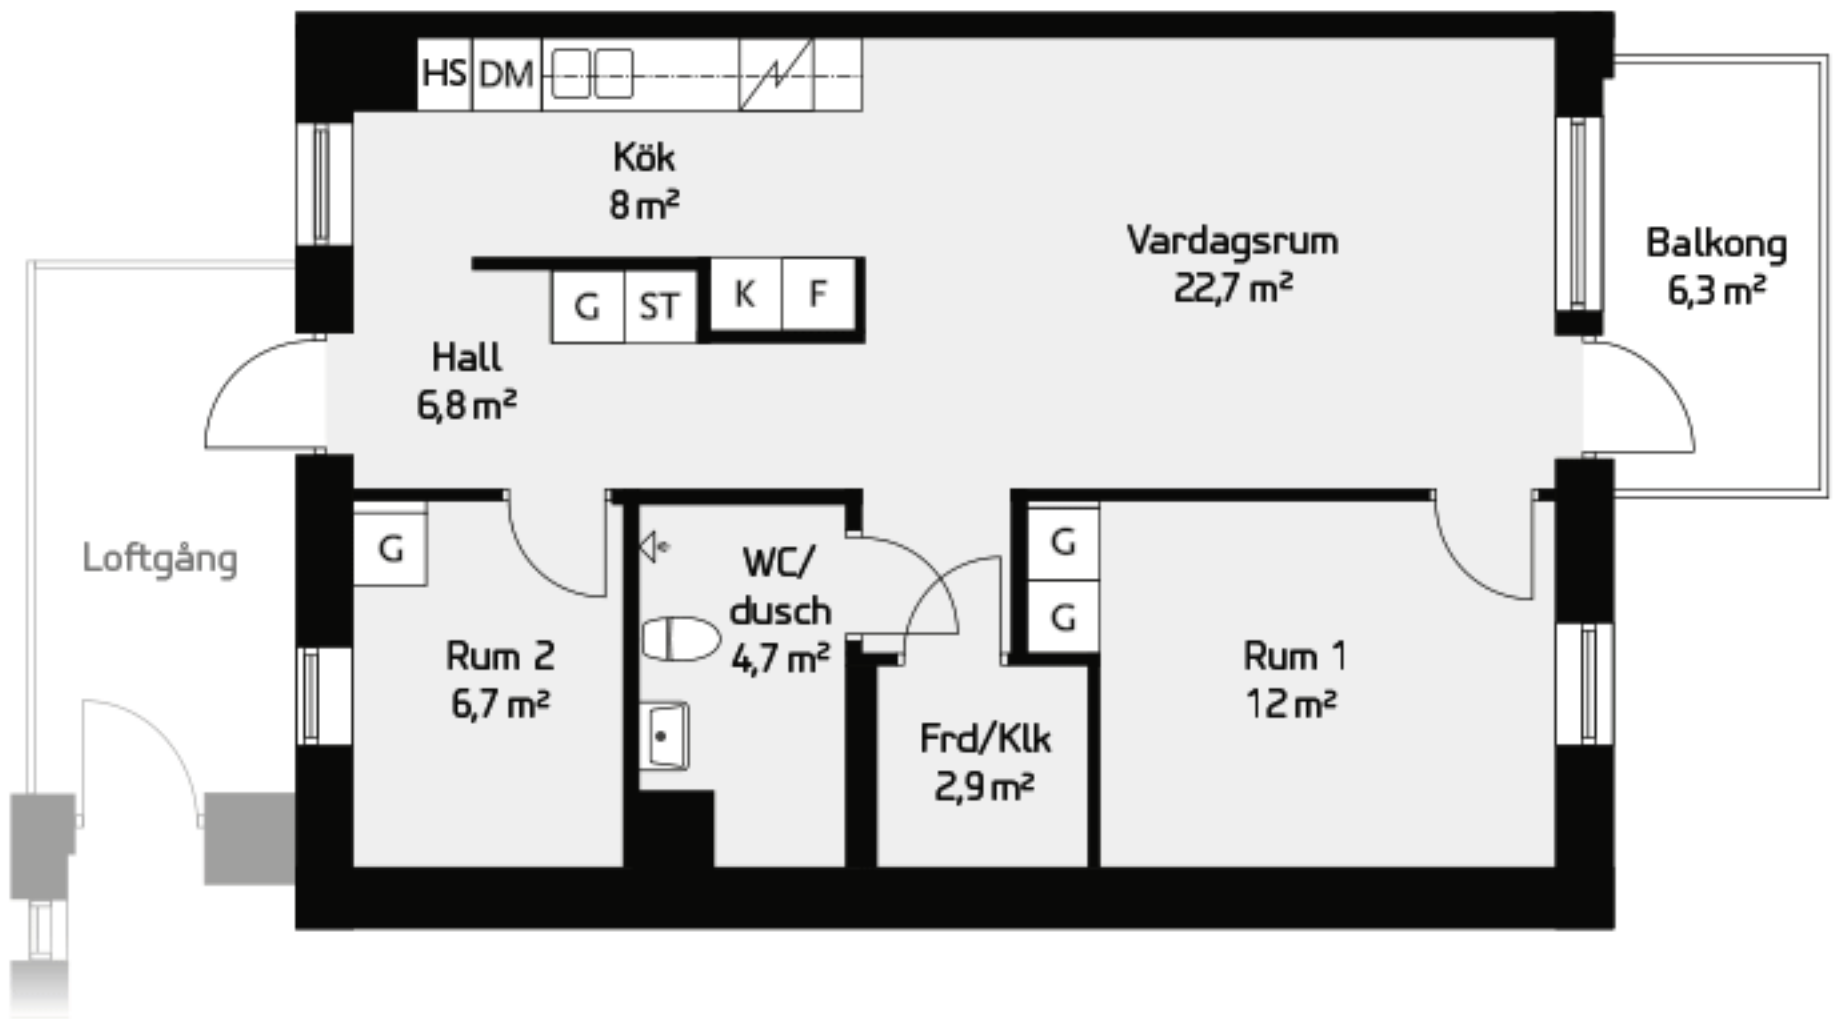 HS
DM
Kök
8 m²
Vardagsrum
22,7 m²
Balkong
6,3 m²
G
ST
K
F
Hall
6,8 m²
Loftgång
G
WC/
dusch
4,7 m²
G
G
Rum 2
6,7 m²
Rum 1
12 m²
Frd/Klk
2,9 m²